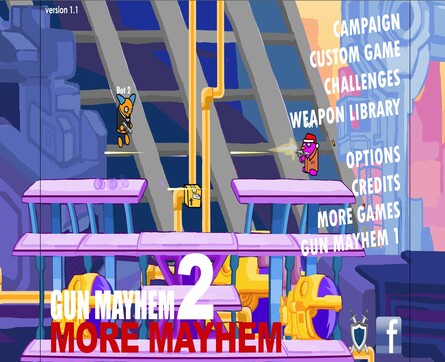 version 1.1
CAMPAIGN
CUSTOM GAME
CHALLENGES
WEAPON LIBRARY
Bot 2
OPTIONS
CREDITS
MORE GAMES
GUN MAYHEM 1
GUN MAYHEM 2
MORE MAYHEM
f